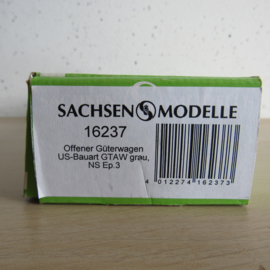 SACHSEN MODELLE
16237
Offener Güterwagen
US-Bauart GTAW grau,
NS Ep.3
4 012274 162373